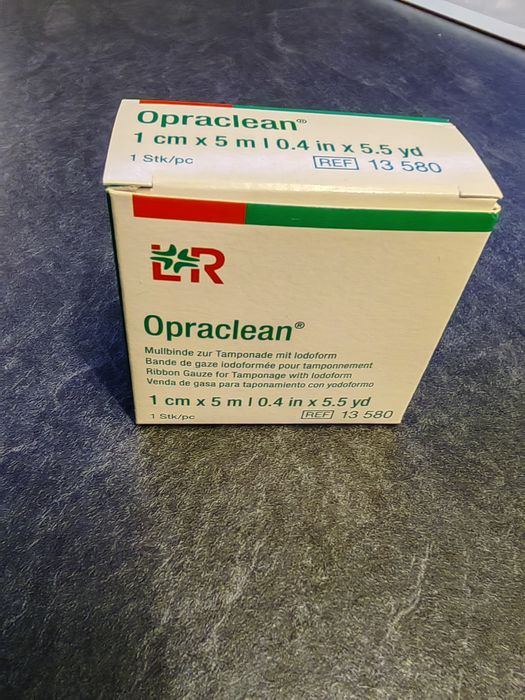 Opraclean®
1 cm x 5 m | 0.4 in x 5.5 yd
1 Stk/pc REF 13 580
L&R
Opraclean®
Mullbinde zur Tamponade mit Iodoform
Bande de gaze iodoformée pour tamponnement
Ribbon Gauze for Tamponage with Iodoform
Venda de gasa para taponamiento con yodoformo
1 cm x 5 m | 0.4 in x 5.5 yd
1 Stk/pc REF 13 580